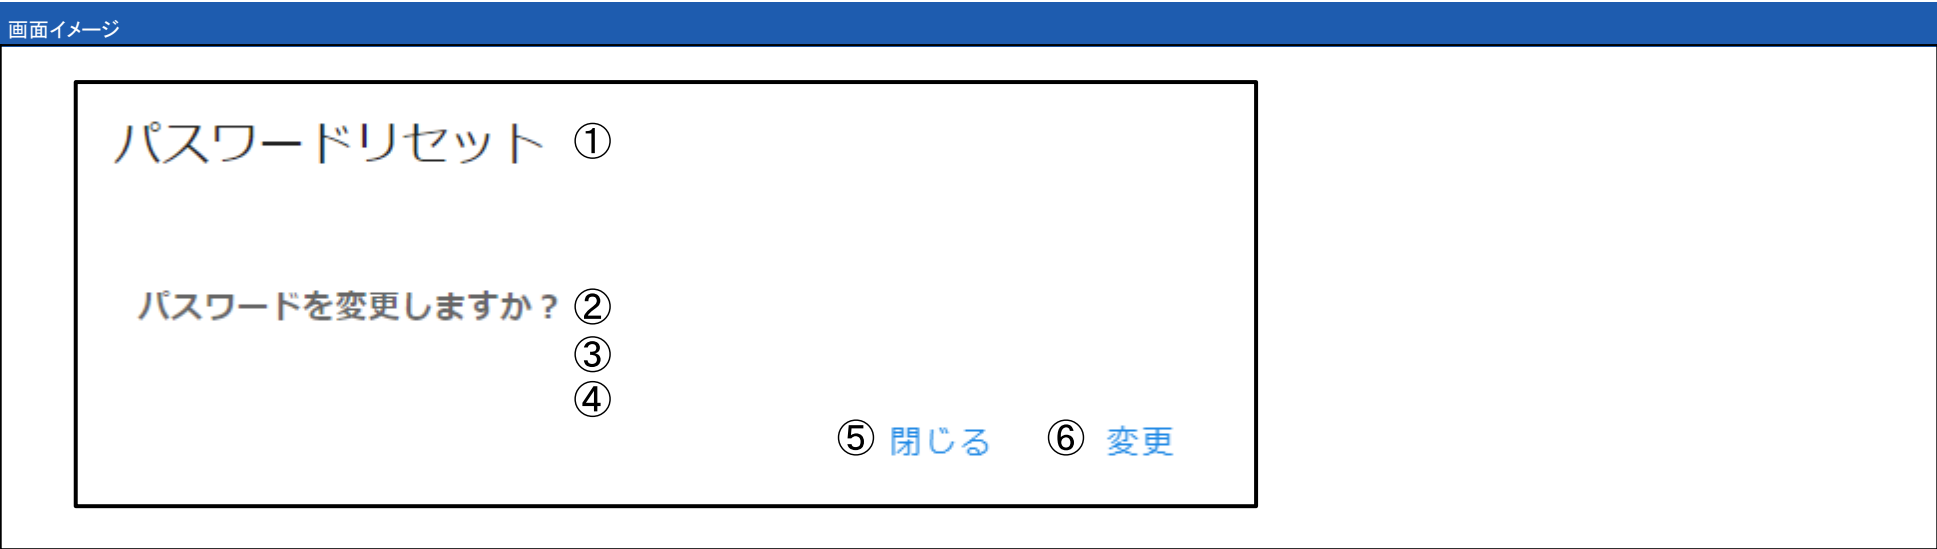 画面イメージ
パスワードリセット ①
パスワードを変更しますか？ ②
③
④
⑤ 閉じる ⑥ 変更